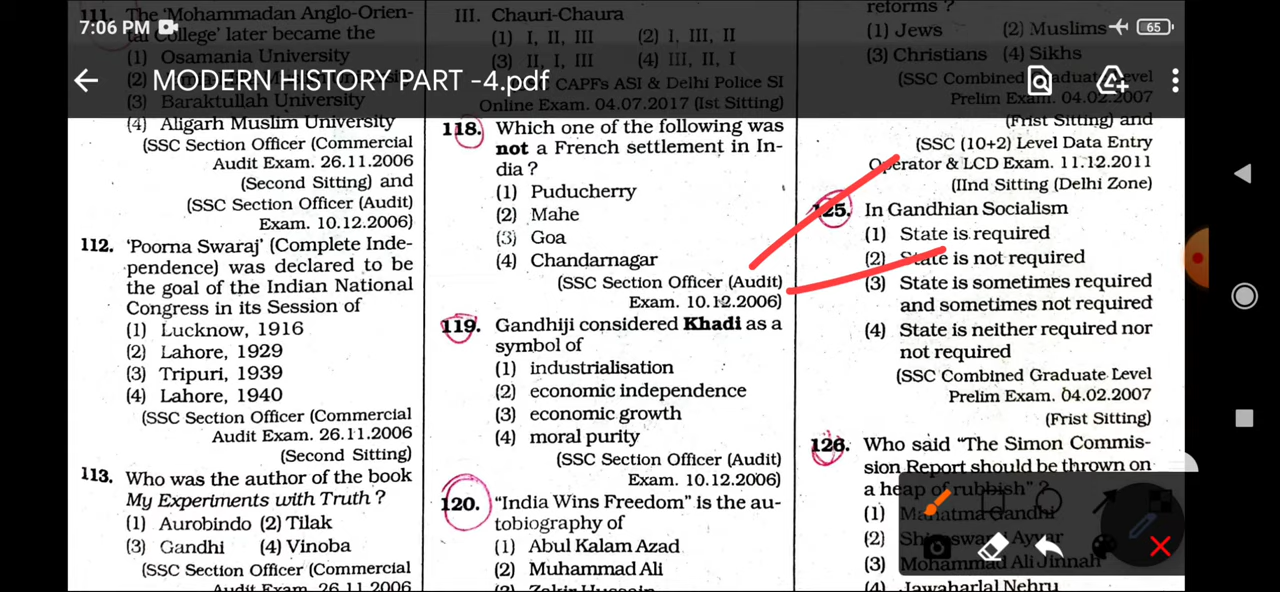 7:06 PM
65
MODERN HISTORY PART -4.pdf
111. The 'Mohammadan Anglo-Orien-
tal College' later became the
(1) Osmania University
(2)
(3) Baraktullah University
(4) Aligarh Muslim University
(SSC Section Officer (Commercial
Audit Exam. 26.11.2006
(Second Sitting) and
(SSC Section Officer (Audit)
Exam. 10.12.2006)
112. 'Poorna Swaraj' (Complete Inde-
pendence) was declared to be
the goal of the Indian National
Congress in its Session of
(1) Lucknow, 1916
(2) Lahore, 1929
(3) Tripuri, 1939
(4) Lahore, 1940
(SSC Section Officer (Commercial
Audit Exam. 26.11.2006
(Second Sitting)
113. Who was the author of the book
My Experiments with Truth ?
(1) Aurobindo (2) Tilak
(3) Gandhi (4) Vinoba
(SSC Section Officer (Commercial
Audit Exam. 26.11.2006
III. Chauri-Chaura
(1) I, II, III (2) I, III, II
(3) II, I, III (4) III, II, I
CAPFs ASI & Delhi Police SI
Online Exam. 04.07.2017 (Ist Sitting)
118. Which one of the following was
not a French settlement in In-
dia ?
(1) Puducherry
(2) Mahe
(3) Goa
(4) Chandarnagar
(SSC Section Officer (Audit)
Exam. 10.12.2006)
119. Gandhiji considered Khadi as a
symbol of
(1) industrialisation
(2) economic independence
(3) economic growth
(4) moral purity
(SSC Section Officer (Audit)
Exam. 10.12.2006)
120. "India Wins Freedom" is the au-
tobiography of
(1) Abul Kalam Azad
(2) Muhammad Ali
(3) Zakir Hussain
reforms ?
(1) Jews (2) Muslims
(3) Christians (4) Sikhs
(SSC Combined Graduate Level
Prelim Exam. 04.02.2007
(Frist Sitting) and
(SSC (10+2) Level Data Entry
Operator & LCD Exam. 11.12.2011
(IInd Sitting (Delhi Zone)
125. In Gandhian Socialism
(1) State is required
(2) State is not required
(3) State is sometimes required
and sometimes not required
(4) State is neither required nor
not required
(SSC Combined Graduate Level
Prelim Exam. 04.02.2007
(Frist Sitting)
126. Who said "The Simon Commis-
sion Report should be thrown on
a heap of rubbish" ?
(1) Mahatma Gandhi
(2) Ayyar
(3) Mohammad Ali Jinnah
(4) Jawaharlal Nehru